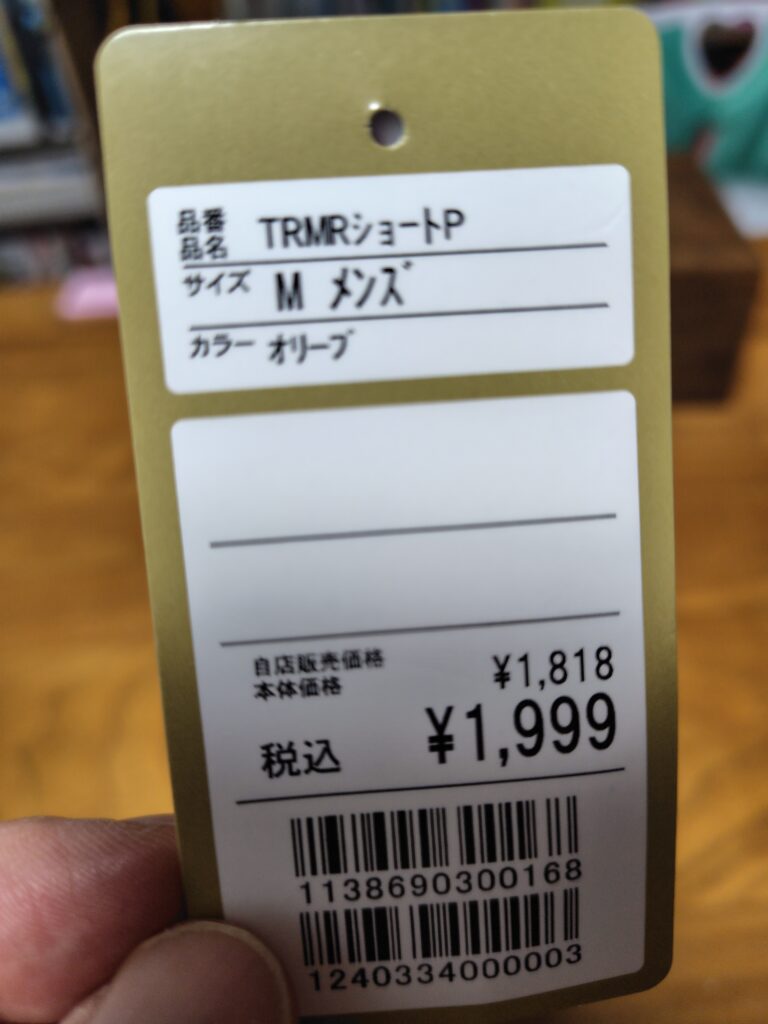 品番
品名 TRMRショートP
サイズ M メンズ
カラー オリーブ
自店販売価格
本体価格 ¥1,818
税込 ¥1,999
1138690300168
1240334000003